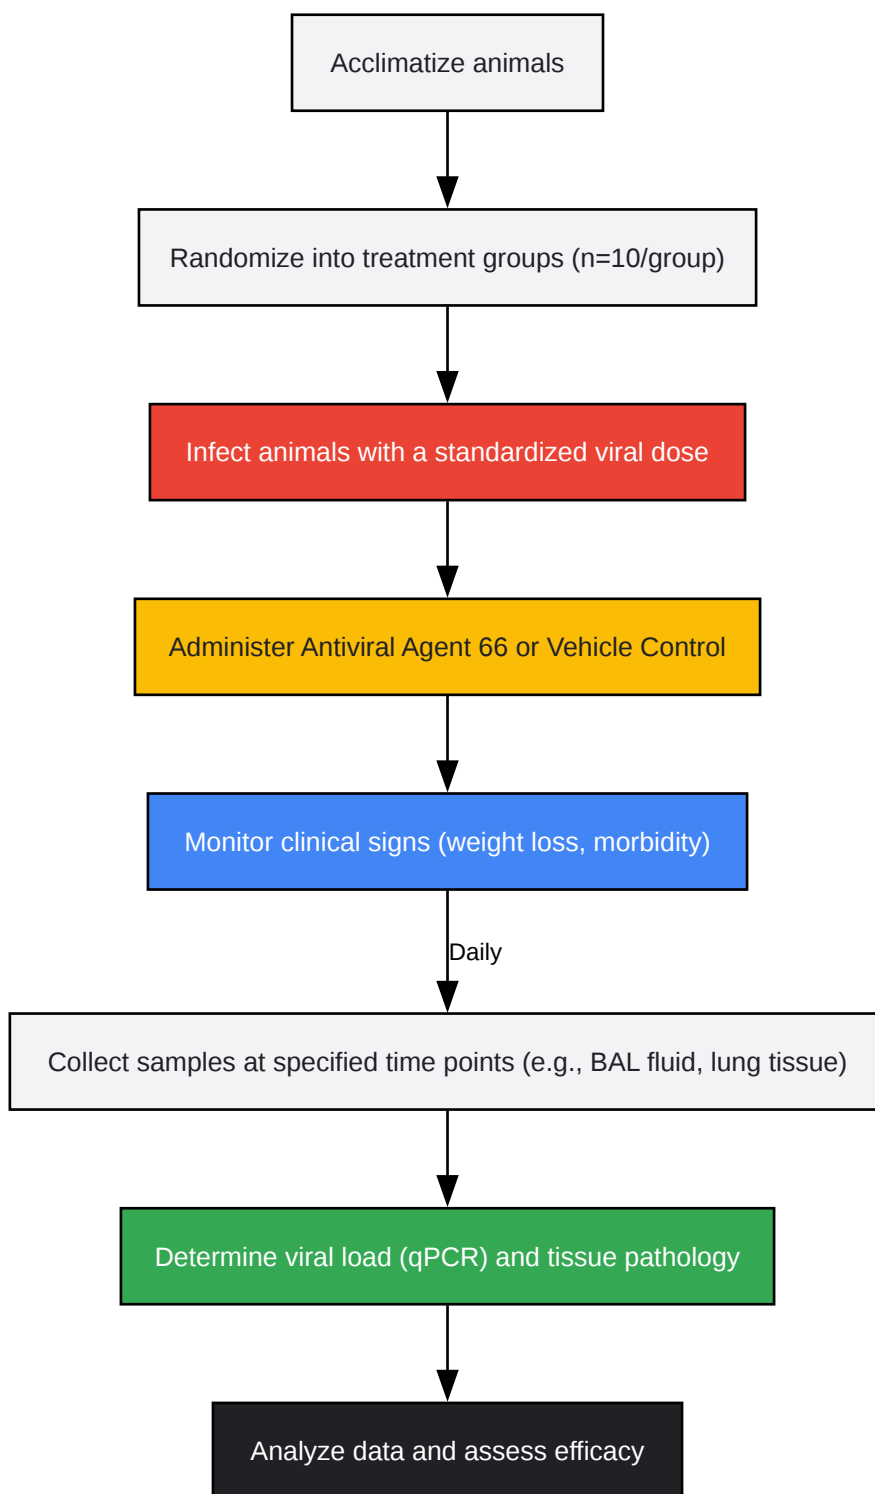 Acclimatize animals
Randomize into treatment groups (n=10/group)
Infect animals with a standardized viral dose
Administer Antiviral Agent 66 or Vehicle Control
Monitor clinical signs (weight loss, morbidity)
Daily
Collect samples at specified time points (e.g., BAL fluid, lung tissue)
Determine viral load (qPCR) and tissue pathology
Analyze data and assess efficacy